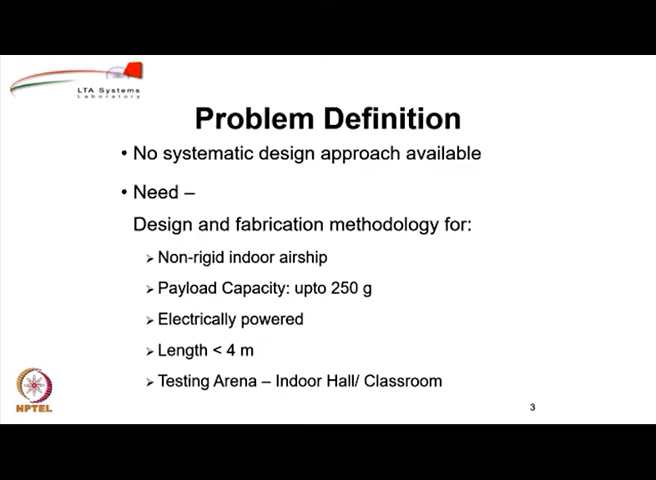 LTA Systems
Laboratory
Problem Definition
• No systematic design approach available
• Need –
Design and fabrication methodology for:
➢ Non-rigid indoor airship
➢ Payload Capacity: upto 250 g
➢ Electrically powered
➢ Length < 4 m
➢ Testing Arena – Indoor Hall/ Classroom
NPTEL
3